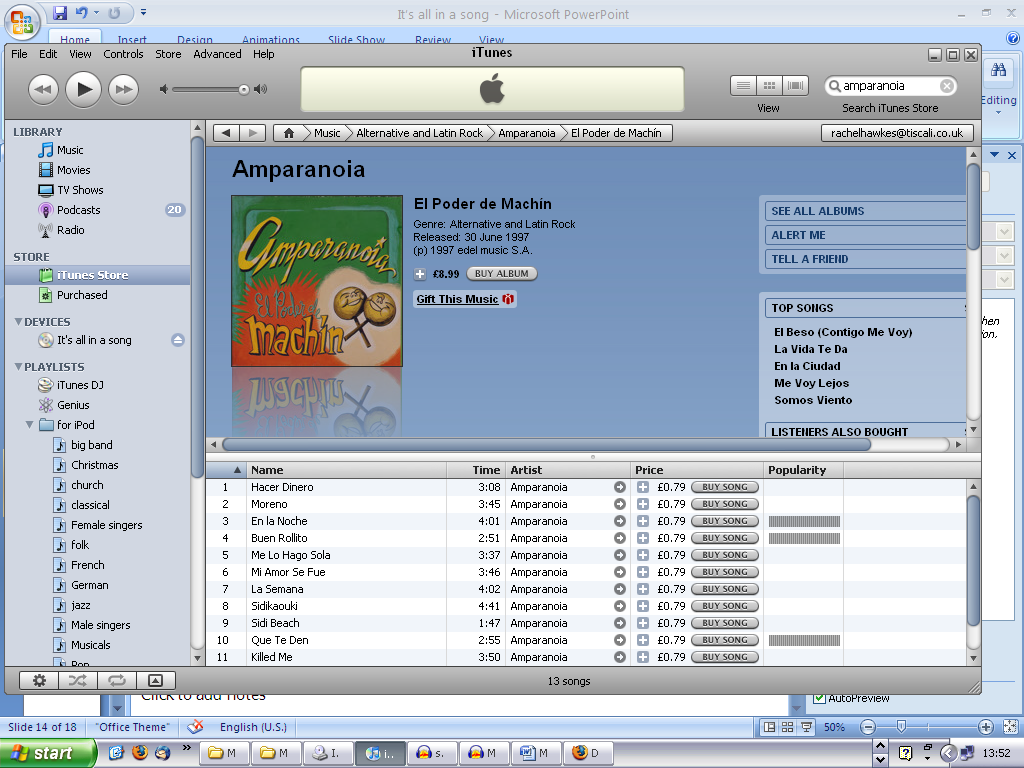 It's all in a song - Microsoft PowerPoint
Home Insert Design Animations Slide Show Review View
iTunes
File Edit View Controls Store Advanced Help
amparanoia
View
Search iTunes Store
Editing
LIBRARY
Music
Movies
TV Shows
Podcasts 20
Radio
STORE
iTunes Store
Purchased
DEVICES
It's all in a song
PLAYLISTS
iTunes DJ
Genius
for iPod
big band
Christmas
church
classical
Female singers
folk
French
German
jazz
Male singers
Musicals
Pop
Music Alternative and Latin Rock Amparanoia El Poder de Machín
rachelhawkes@tiscali.co.uk
Amparanoia
Amparanoia
El Poder de
machín
El Poder de Machín
Genre: Alternative and Latin Rock
Released: 30 June 1997
(p) 1997 edel music S.A.
£8.99 BUY ALBUM
Gift This Music
SEE ALL ALBUMS
ALERT ME
TELL A FRIEND
TOP SONGS
El Beso (Contigo Me Voy)
La Vida Te Da
En la Ciudad
Me Voy Lejos
Somos Viento
LISTENERS ALSO BOUGHT
Name Time Artist Price Popularity
1 Hacer Dinero 3:08 Amparanoia £0.79 BUY SONG
2 Moreno 3:45 Amparanoia £0.79 BUY SONG
3 En la Noche 4:01 Amparanoia £0.79 BUY SONG
4 Buen Rollito 2:51 Amparanoia £0.79 BUY SONG
5 Me Lo Hago Sola 3:37 Amparanoia £0.79 BUY SONG
6 Mi Amor Se Fue 3:46 Amparanoia £0.79 BUY SONG
7 La Semana 4:02 Amparanoia £0.79 BUY SONG
8 Sidikaouki 4:41 Amparanoia £0.79 BUY SONG
9 Sidi Beach 1:47 Amparanoia £0.79 BUY SONG
10 Que Te Den 2:55 Amparanoia £0.79 BUY SONG
11 Killed Me 3:50 Amparanoia £0.79 BUY SONG
13 songs
Click to add notes
AutoPreview
Slide 14 of 18 "Office Theme" English (U.S.) 50%
start M M I. i.. s. M M D 13:52